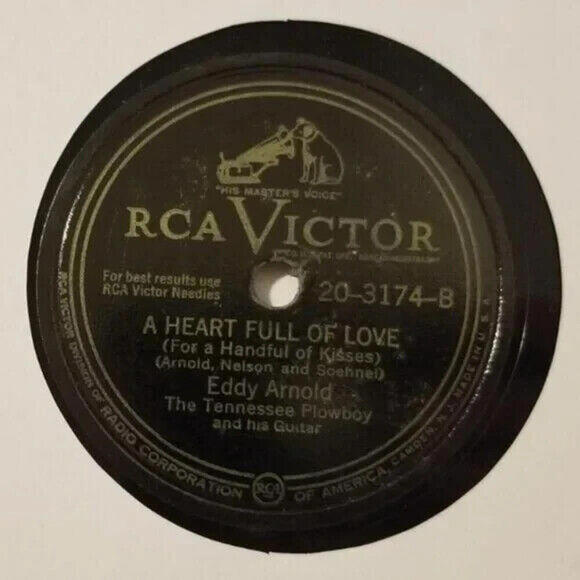 "HIS MASTER'S VOICE"
RCA VICTOR
For best results use
RCA Victor Needles
20-3174-B
A HEART FULL OF LOVE
(For a Handful of Kisses)
(Arnold, Nelson and Soehnel)
Eddy Arnold
The Tennessee Plowboy
and his Guitar
RCA VICTOR DIVISION OF RADIO CORPORATION OF AMERICA, CAMDEN, N. J. MADE IN U.S.A.
RCA